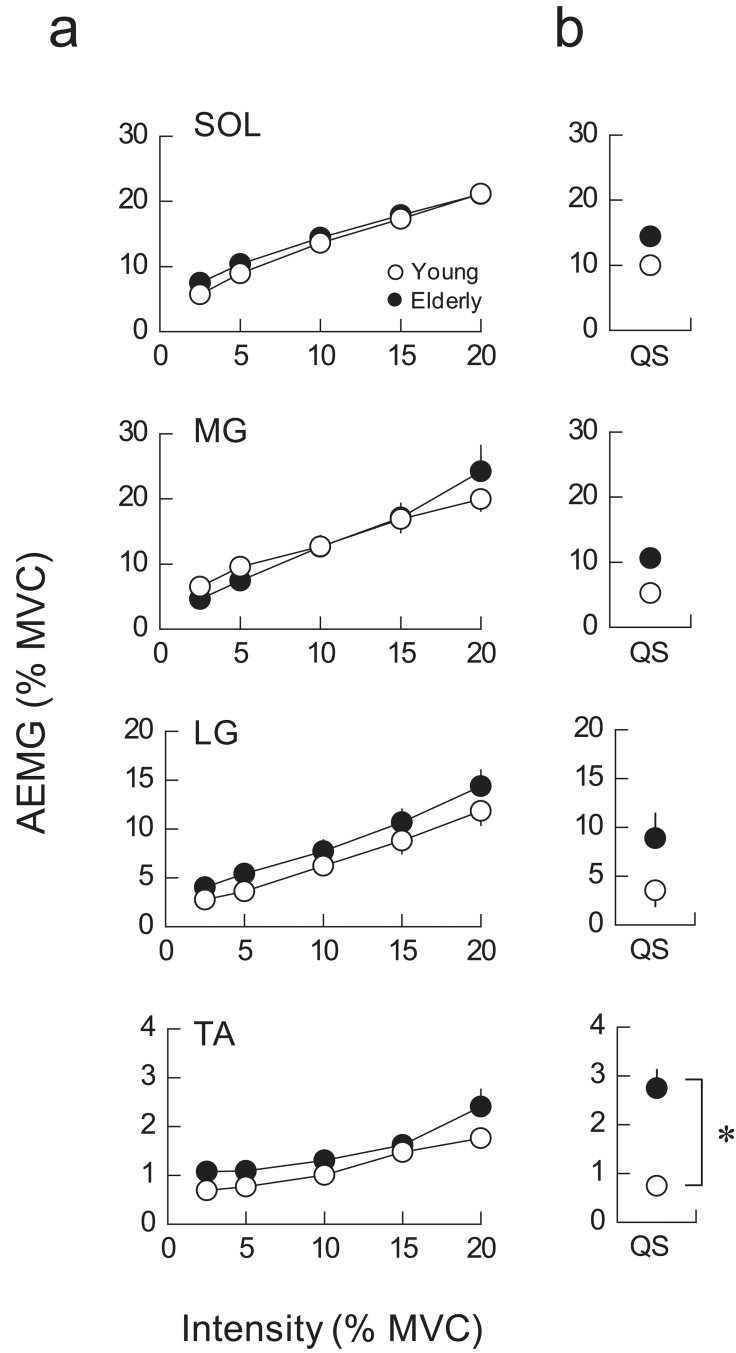 a b
SOL
30 30
20 20
10 10
Young
Elderly
0 0
0 5 10 15 20 QS
MG
30 30
20 20
10 10
0 0
0 5 10 15 20 QS
AEMG (% MVC)
LG
20 20
15 15
10 10
5 5
0 0
0 5 10 15 20 QS
TA
4 4
3 3
2 2
*
1 1
0 0
0 5 10 15 20 QS
Intensity (% MVC)